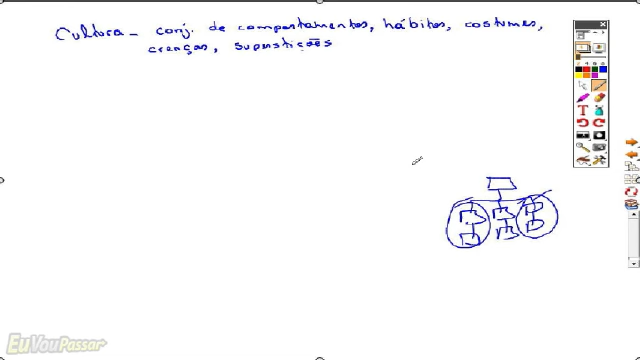 Cultura - conj. de comportamentos, hábitos, costumes,
crenças, superstições
EuVouPassar